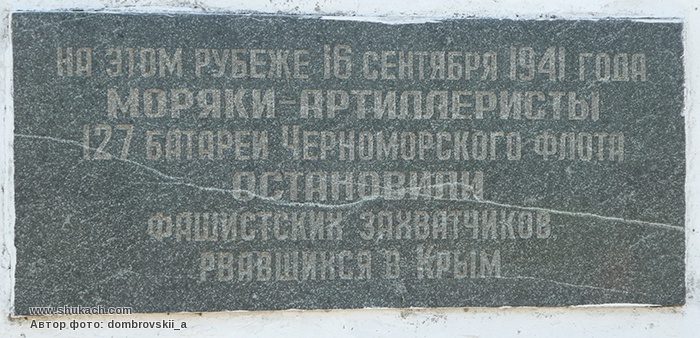 НА ЭТОМ РУБЕЖЕ 16 СЕНТЯБРЯ 1941 ГОДА
МОРЯКИ-АРТИЛЛЕРИСТЫ
127 БАТАРЕИ ЧЕРНОМОРСКОГО ФЛОТА
ОСТАНОВИЛИ
ФАШИСТСКИХ ЗАХВАТЧИКОВ,
РВАВШИХСЯ В КРЫМ
www.shukach.com
Автор фото: dombrovskii_a